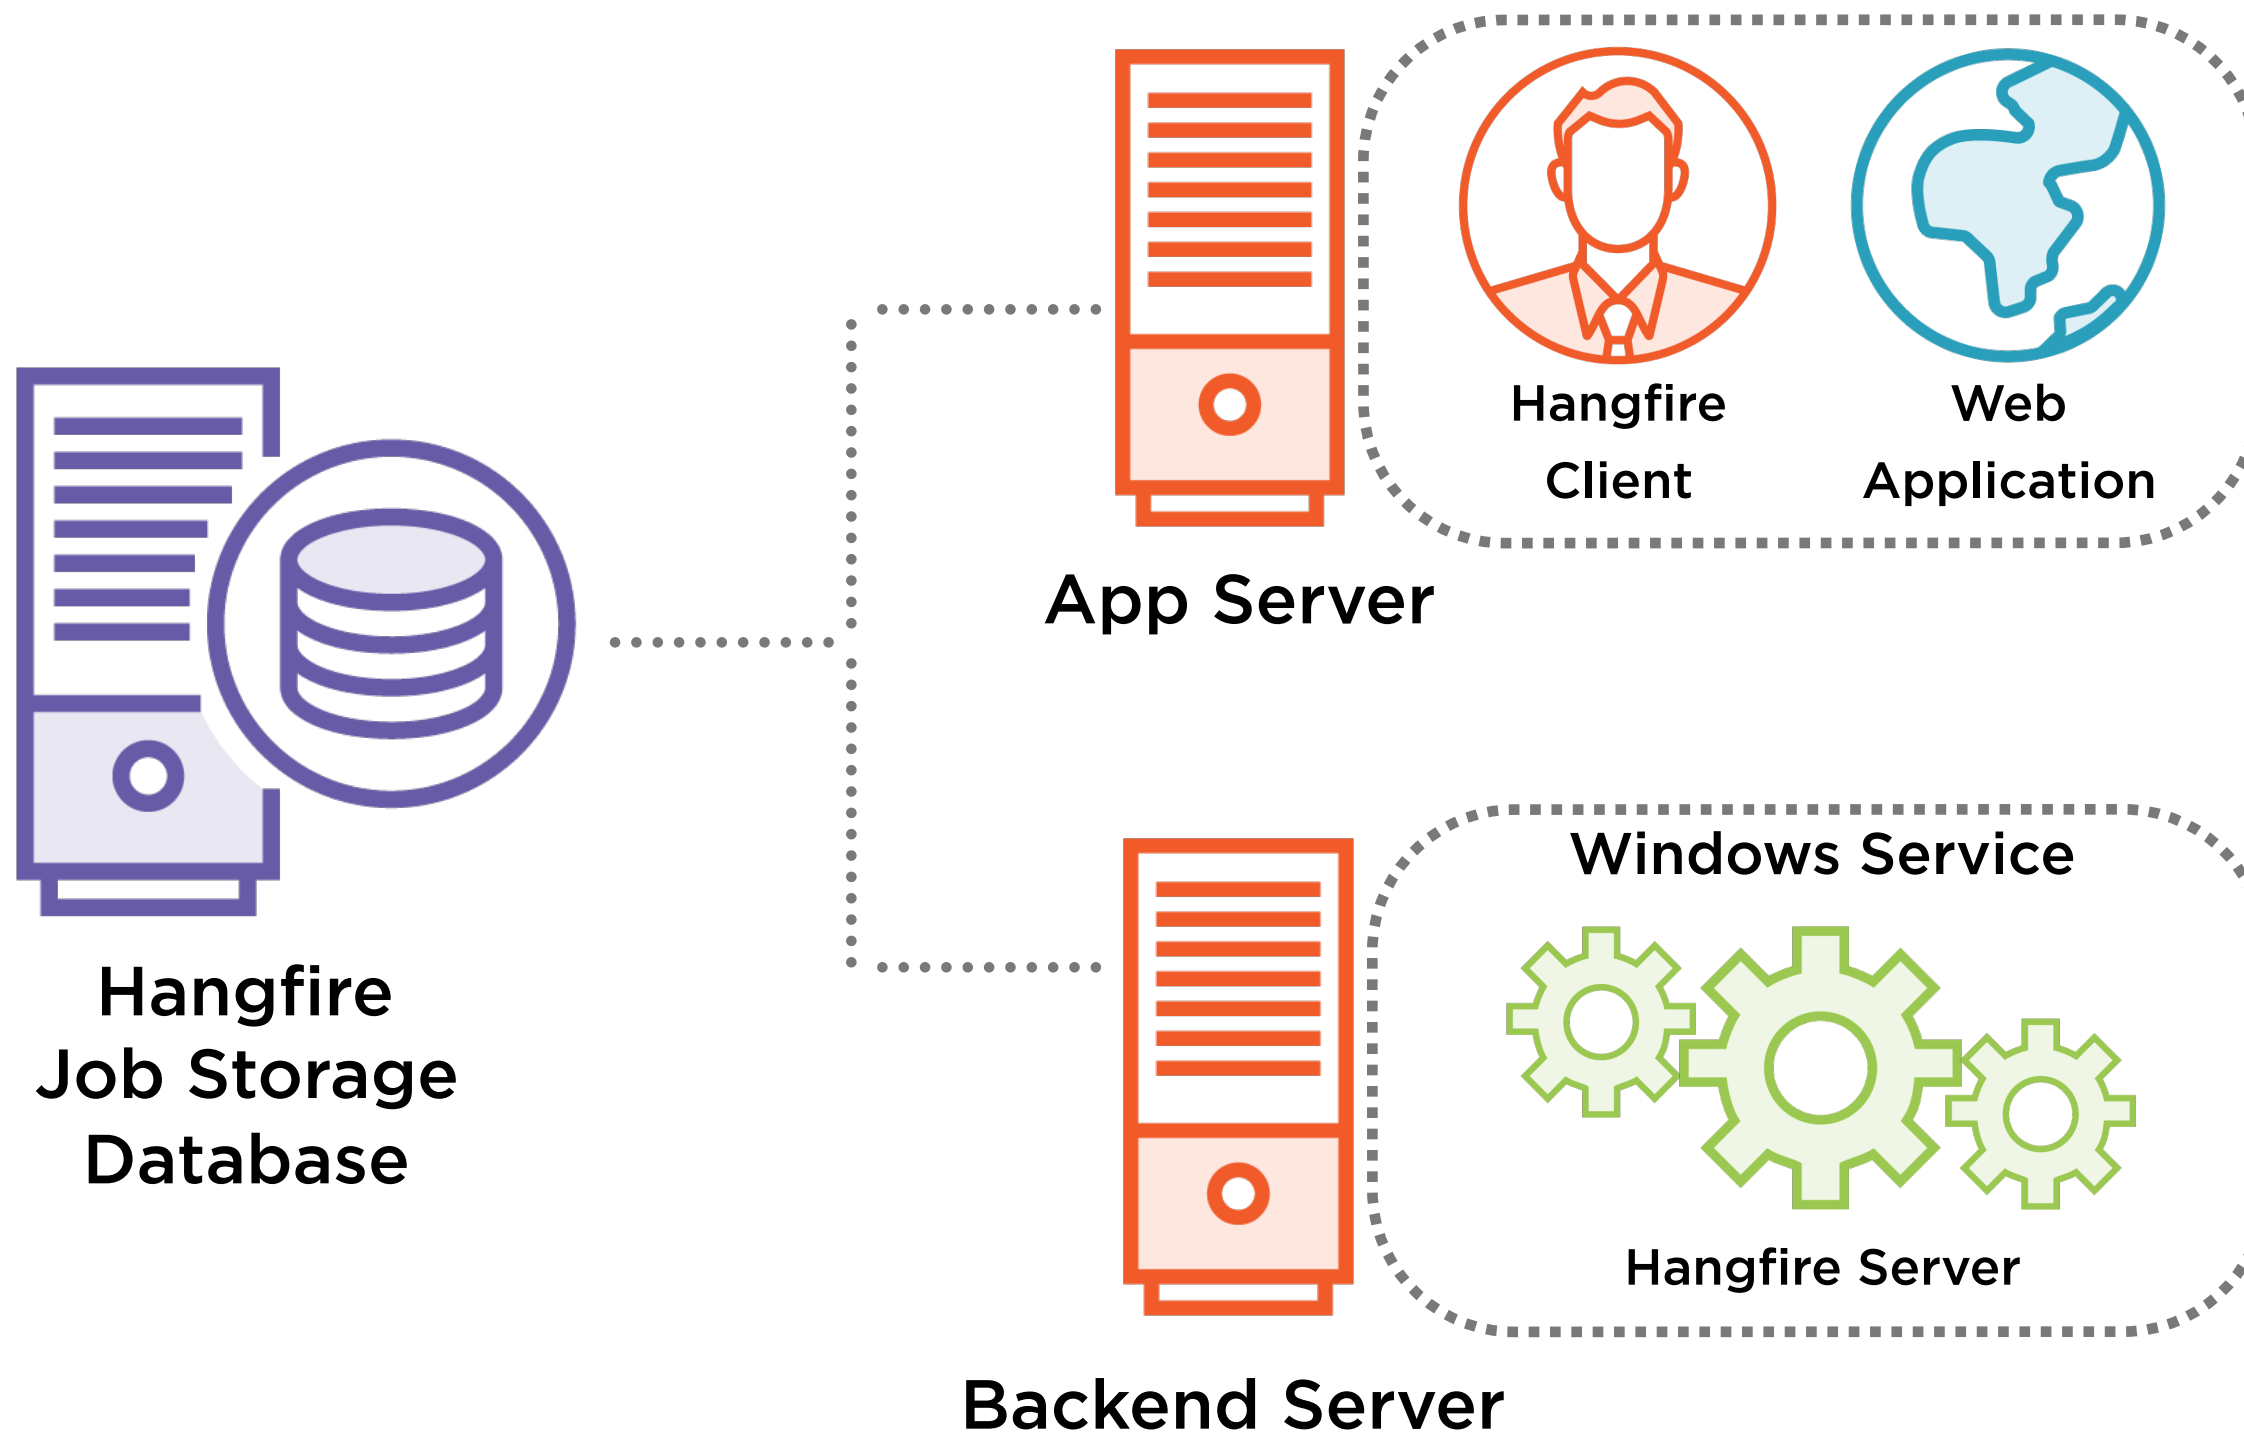 Hangfire
Client
Web
Application
App Server
Hangfire
Job Storage
Database
Windows Service
Hangfire Server
Backend Server